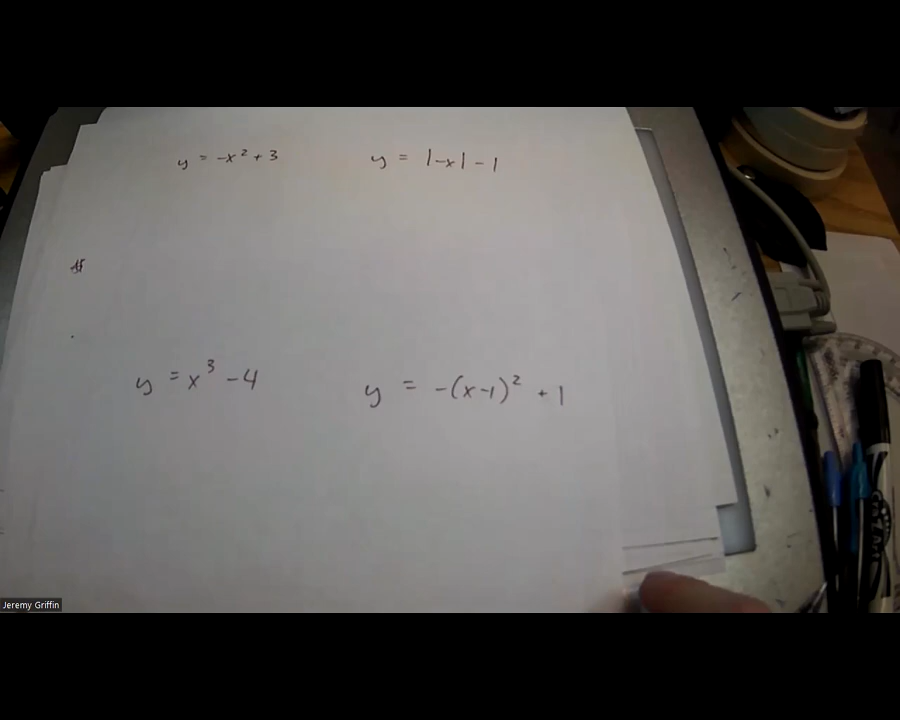 y = -x² + 3
y = |-x| - 1
y = x³ - 4
y = -(x-1)² + 1
Jeremy Griffin